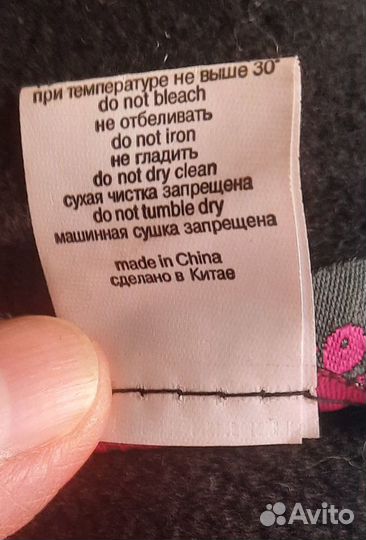 при температуре не выше 30°
do not bleach
не отбеливать
do not iron
не гладить
do not dry clean
сухая чистка запрещена
do not tumble dry
машинная сушка запрещена
made in China
сделано в Китае
Avito